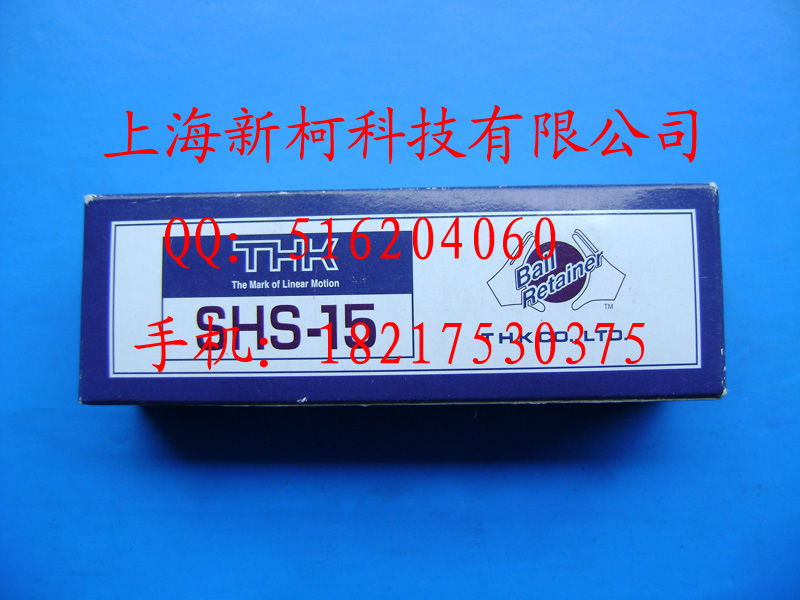 上海新柯科技有限公司
QQ: 516204060
THK
The Mark of Linear Motion
SHS-15
手机: 18217530375
Ball
Retainer
TM
THK CO., LTD.